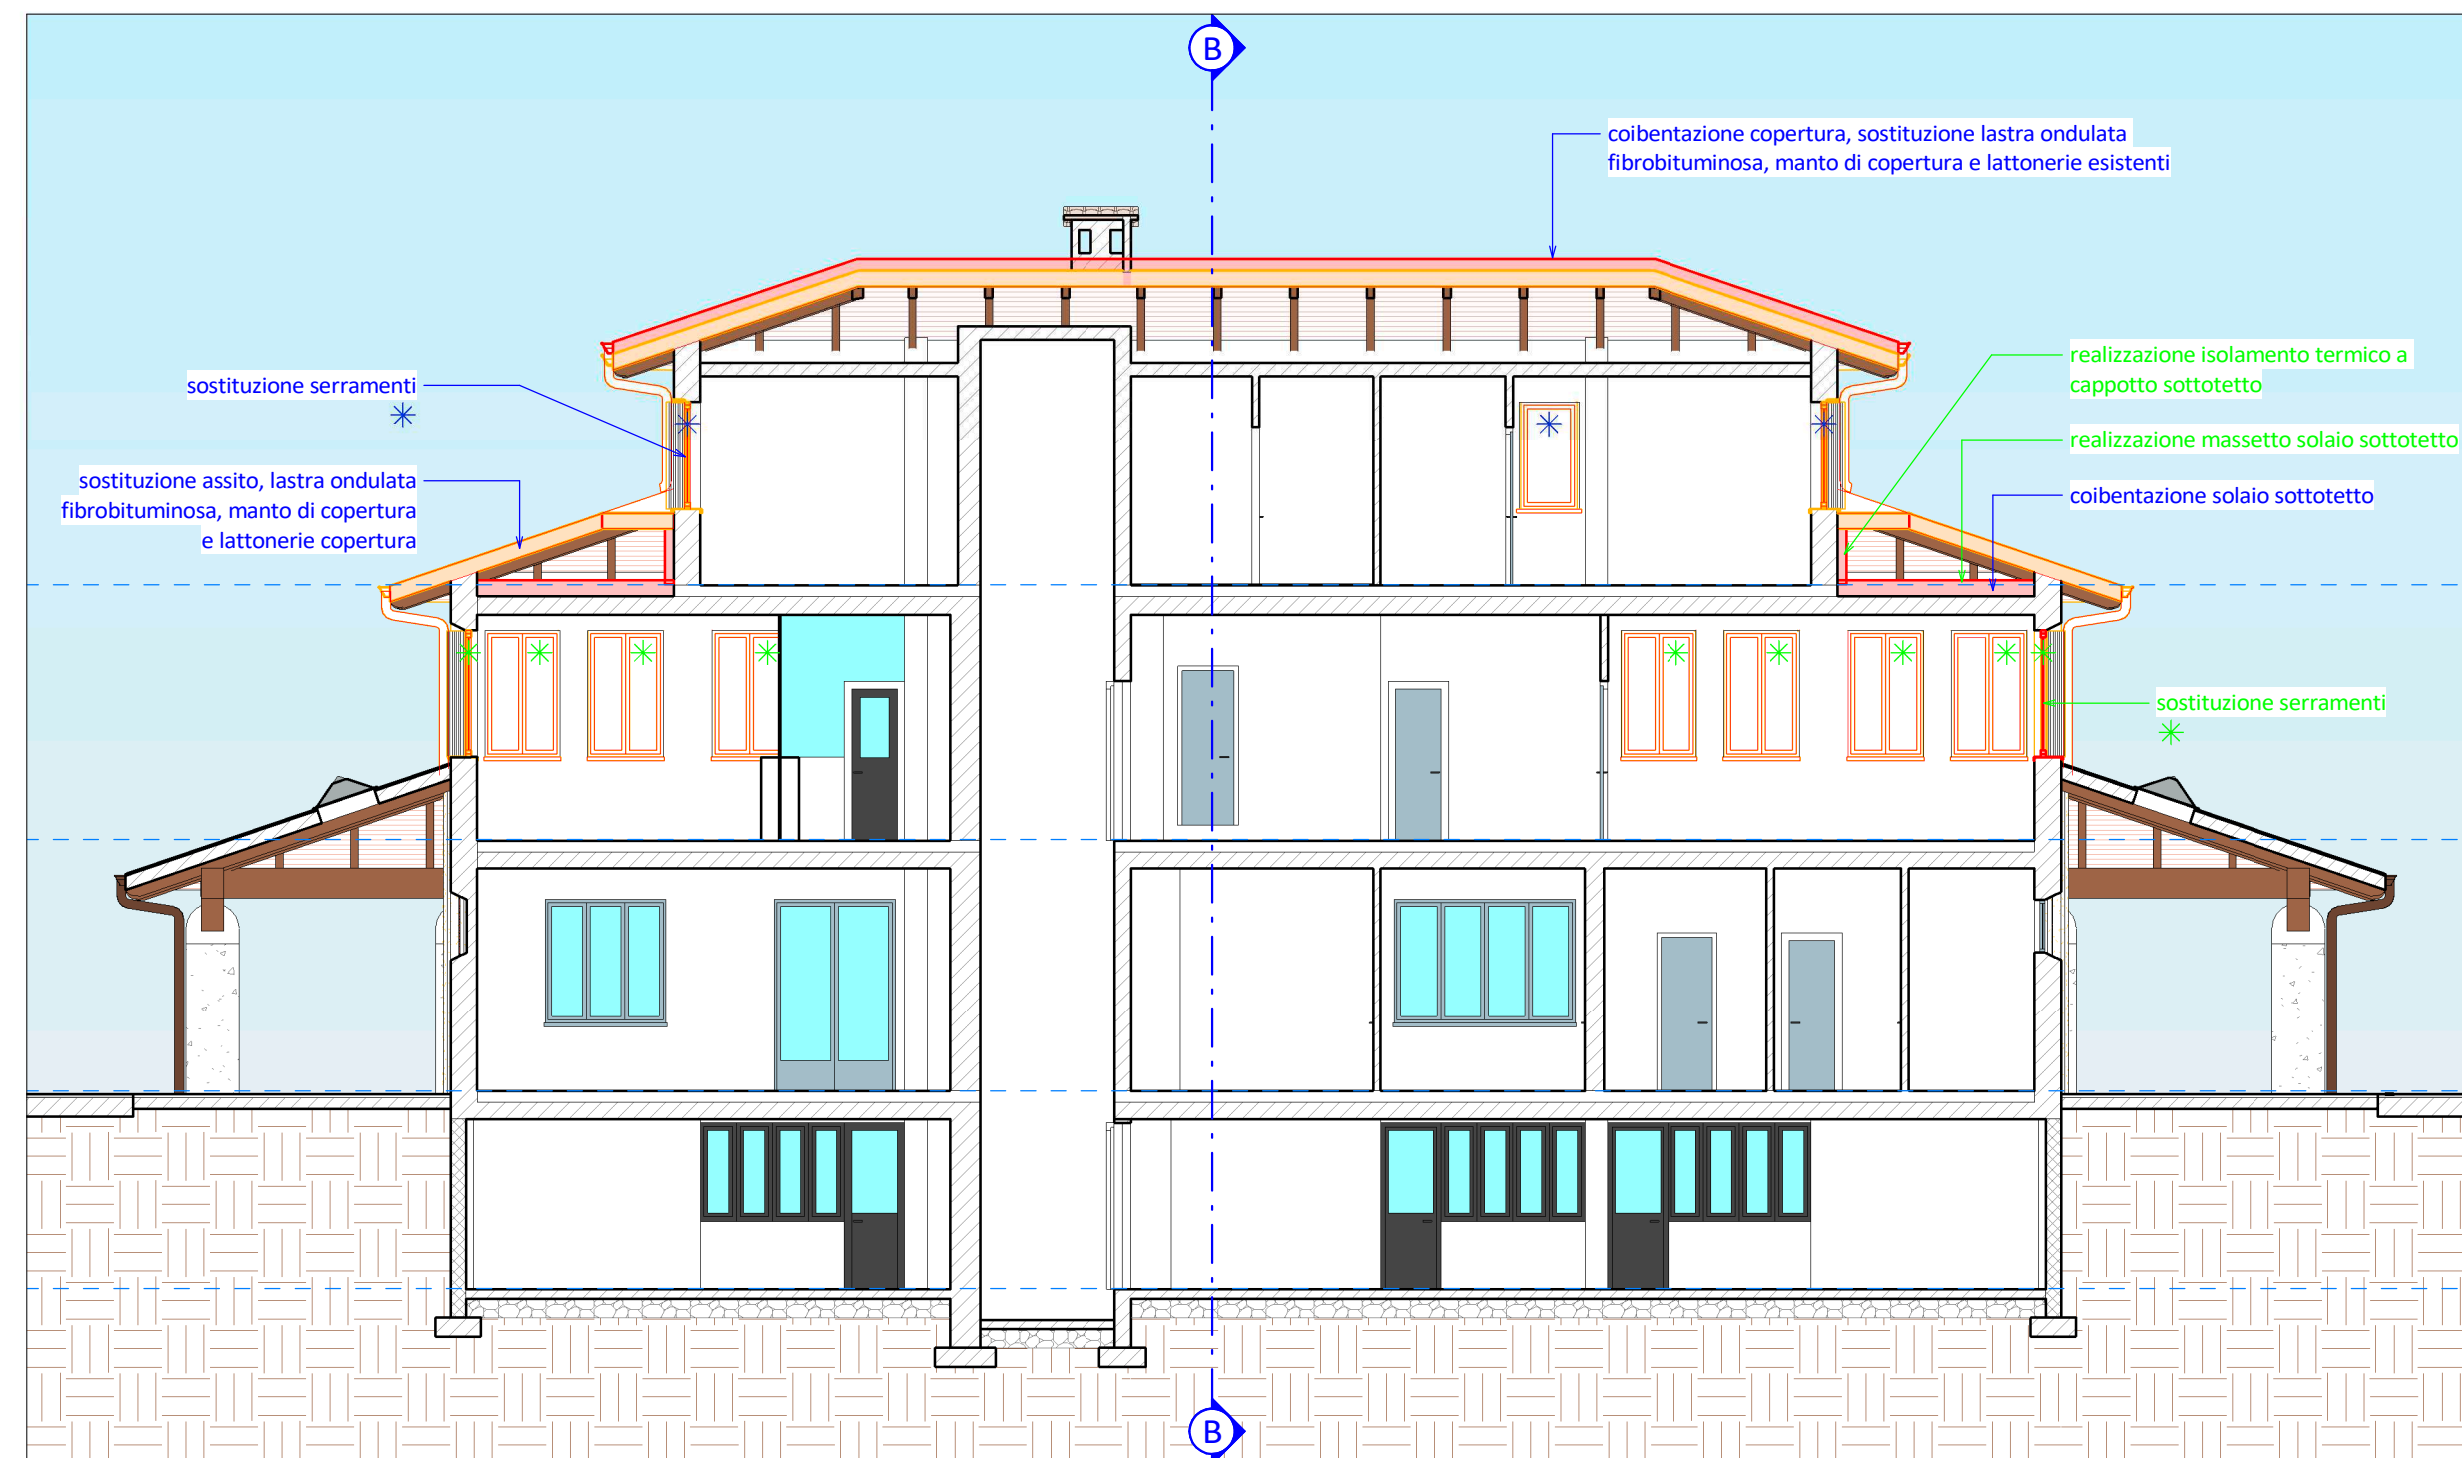 B
coibentazione copertura, sostituzione lastra ondulata
fibrobituminosa, manto di copertura e lattonerie esistenti
realizzazione isolamento termico a
cappotto sottotetto
sostituzione serramenti
realizzazione massetto solaio sottotetto
sostituzione assito, lastra ondulata
fibrobituminosa, manto di copertura
e lattonerie copertura
coibentazione solaio sottotetto
sostituzione serramenti
B